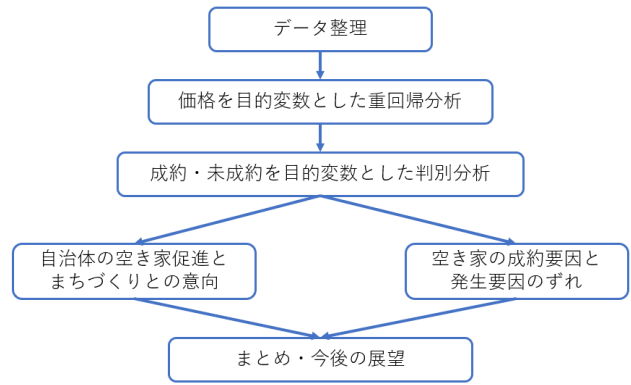 データ整理
価格を目的変数とした重回帰分析
成約・未成約を目的変数とした判別分析
自治体の空き家促進と
まちづくりとの意向
空き家の成約要因と
発生要因のずれ
まとめ・今後の展望